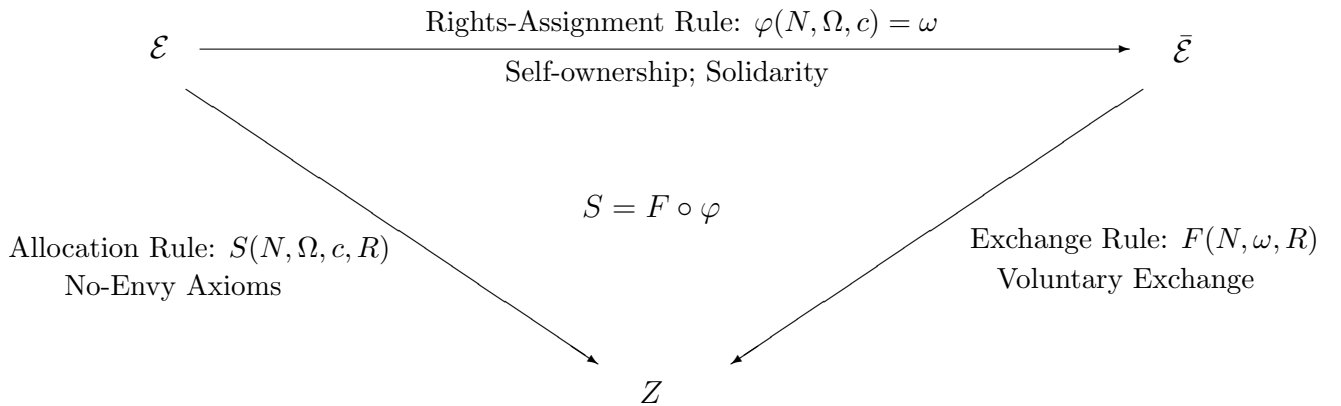 Rights-Assignment Rule: φ(N, Ω, c) = ω
ℰ
ℰ̄
Self-ownership; Solidarity
S = F ∘ φ
Allocation Rule: S(N, Ω, c, R)
No-Envy Axioms
Exchange Rule: F(N, ω, R)
Voluntary Exchange
Z